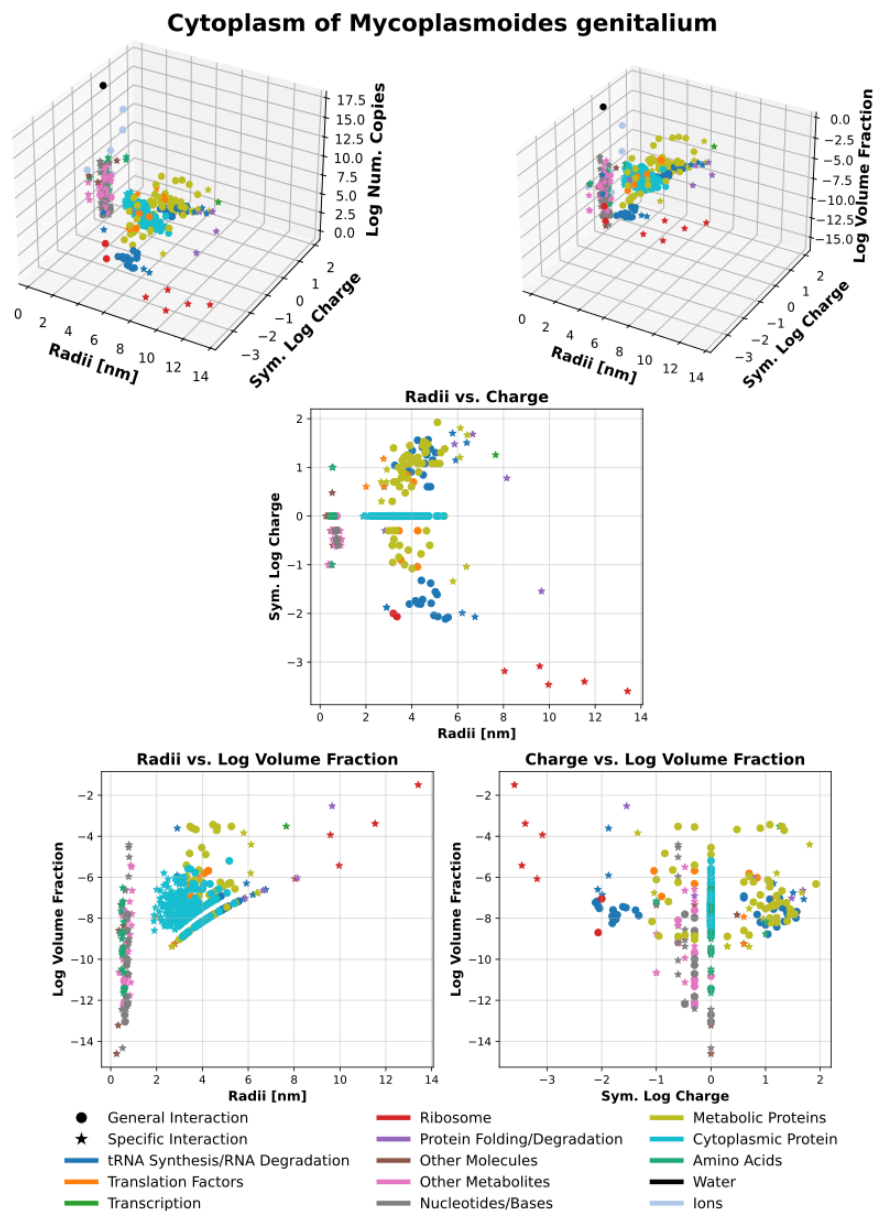 Cytoplasm of Mycoplasmoides genitalium
17.5
15.0
12.5
10.0
7.5
5.0
2.5
0.0
Log Num. Copies
0 2 4 6 8 10 12 14
Radii [nm]
−3 −2 −1 0 1 2
Sym. Log Charge
0.0
−2.5
−5.0
−7.5
−10.0
−12.5
−15.0
Log Volume Fraction
0 2 4 6 8 10 12 14
Radii [nm]
−3 −2 −1 0 1 2
Sym. Log Charge
Radii vs. Charge
2
1
0
−1
−2
−3
Sym. Log Charge
0 2 4 6 8 10 12 14
Radii [nm]
Radii vs. Log Volume Fraction
−2
−4
−6
−8
−10
−12
−14
Log Volume Fraction
0 2 4 6 8 10 12 14
Radii [nm]
Charge vs. Log Volume Fraction
−2
−4
−6
−8
−10
−12
−14
Log Volume Fraction
−3 −2 −1 0 1 2
Sym. Log Charge
General Interaction
Specific Interaction
tRNA Synthesis/RNA Degradation
Translation Factors
Transcription
Ribosome
Protein Folding/Degradation
Other Molecules
Other Metabolites
Nucleotides/Bases
Metabolic Proteins
Cytoplasmic Protein
Amino Acids
Water
Ions